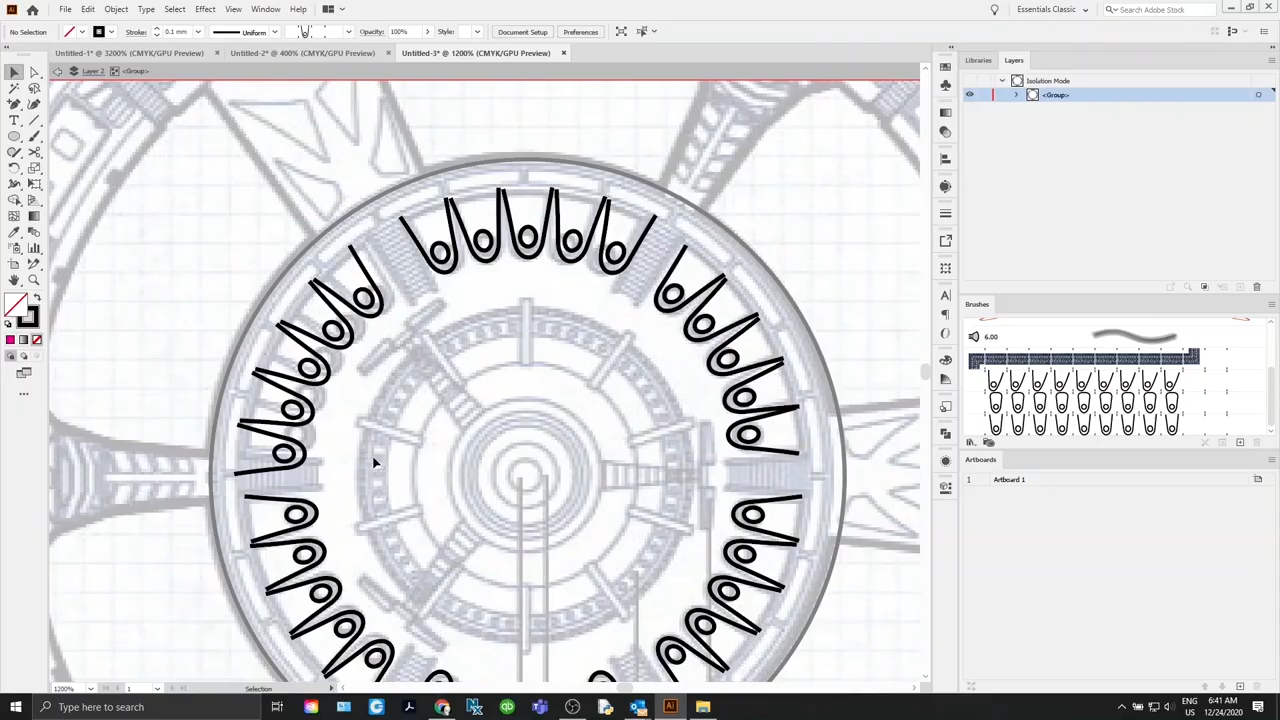 File Edit Object Type Select Effect View Window Help
Essentials Classic
Search Adobe Stock
No Selection
Stroke:
0.1 mm
Uniform
Opacity:
100%
Style:
Document Setup
Preferences
Untitled-1* @ 3200% (CMYK/GPU Preview)
Untitled-2* @ 400% (CMYK/GPU Preview)
Untitled-3* @ 1200% (CMYK/GPU Preview)
Layer 2
<Group>
Libraries
Layers
Isolation Mode
<Group>
Brushes
6.00
Artboards
1
Artboard 1
1200%
1
Selection
Type here to search
ENG
US
6:41 AM
12/24/2020